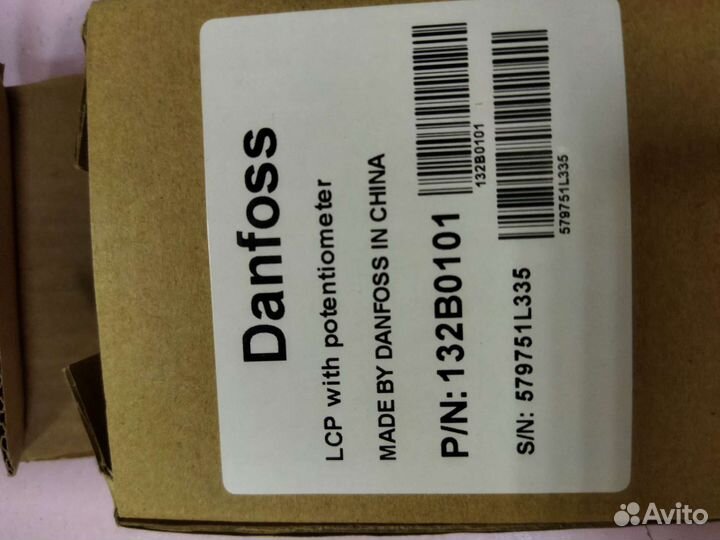 Danfoss
LCP with potentiometer
MADE BY DANFOSS IN CHINA
P/N: 132B0101
132B0101
S/N: 579751L335
579751L335
Avito